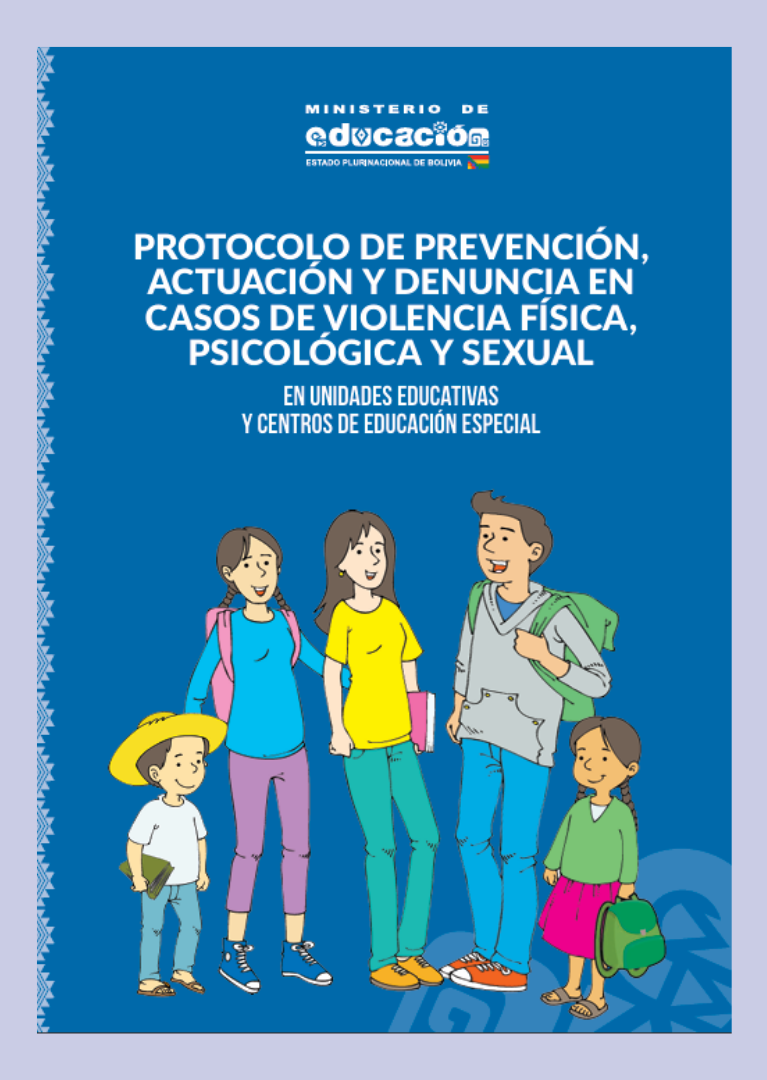 MINISTERIO DE
educación
ESTADO PLURINACIONAL DE BOLIVIA
PROTOCOLO DE PREVENCIÓN,
ACTUACIÓN Y DENUNCIA EN
CASOS DE VIOLENCIA FÍSICA,
PSICOLÓGICA Y SEXUAL
EN UNIDADES EDUCATIVAS
Y CENTROS DE EDUCACIÓN ESPECIAL